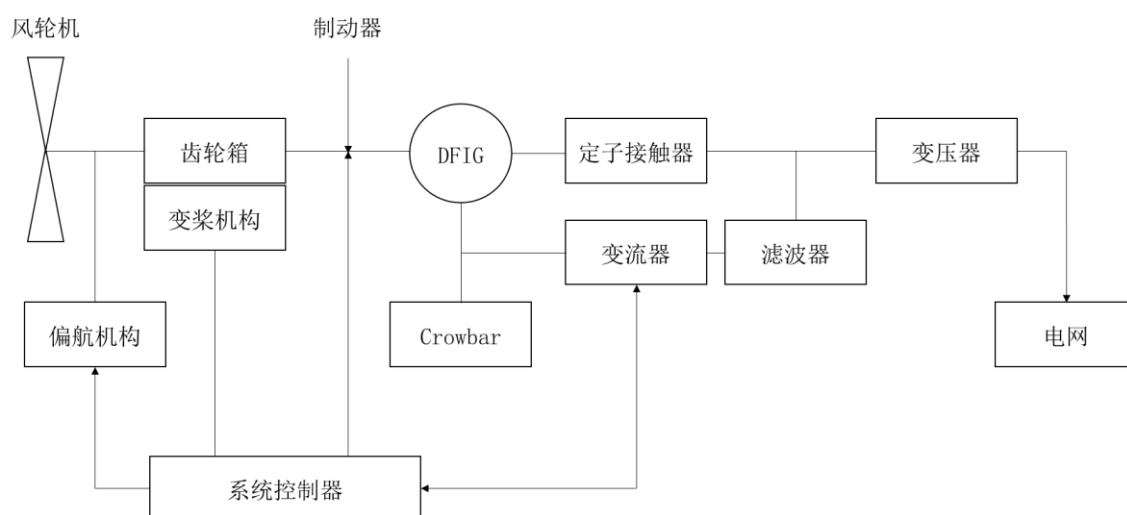 风轮机
制动器
齿轮箱
DFIG
定子接触器
变压器
变桨机构
变流器
滤波器
偏航机构
Crowbar
电网
系统控制器